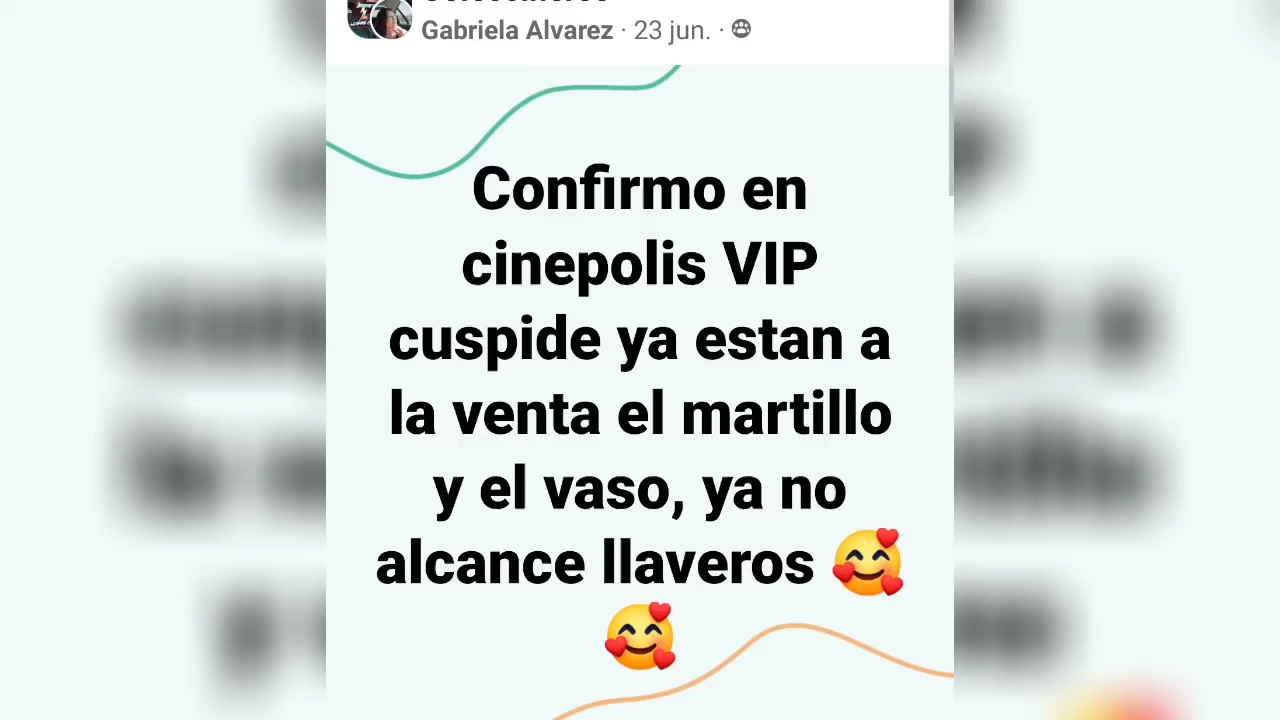 Gabriela Alvarez · 23 jun. ·
Confirmo en
cinepolis VIP
cuspide ya estan a
la venta el martillo
y el vaso, ya no
alcance llaveros 🥰
🥰